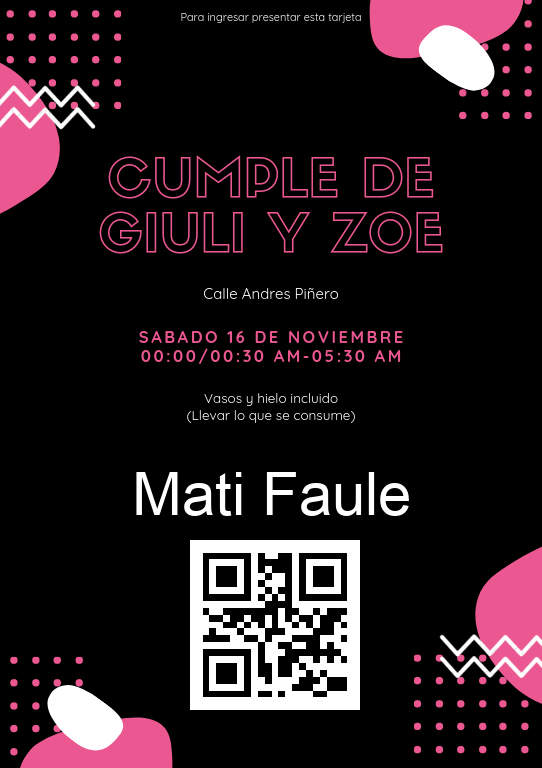 Para ingresar presentar esta tarjeta
CUMPLE DE
GIULI Y ZOE
Calle Andres Piñero
SABADO 16 DE NOVIEMBRE
00:00/00:30 AM-05:30 AM
Vasos y hielo incluido
(Llevar lo que se consume)
Mati Faule